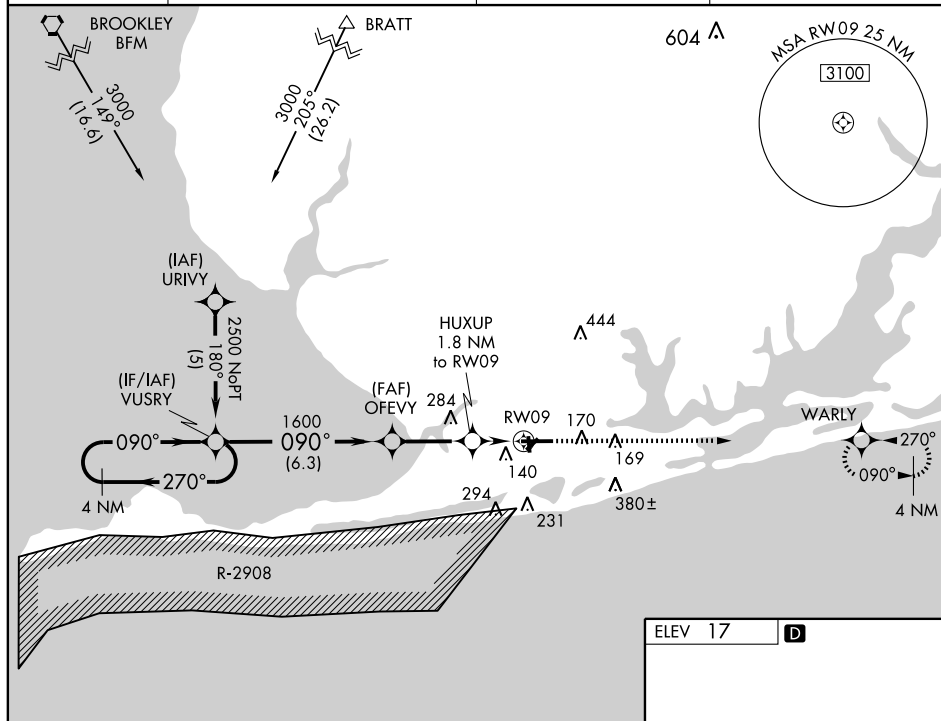 BROOKLEY
BFM
3000
149°
(16.6)
BRATT
3000
205°
(26.2)
604
MSA RW09 25 NM
3100
(IAF)
URIVY
2500 NoPT
180°
(5)
(IF/IAF)
VUSRY
090°
270°
4 NM
1600
090°
(6.3)
(FAF)
OFEVY
284
HUXUP
1.8 NM
to RW09
RW09
444
170
169
140
294
231
380±
WARLY
270°
090°
4 NM
R-2908
ELEV 17 D